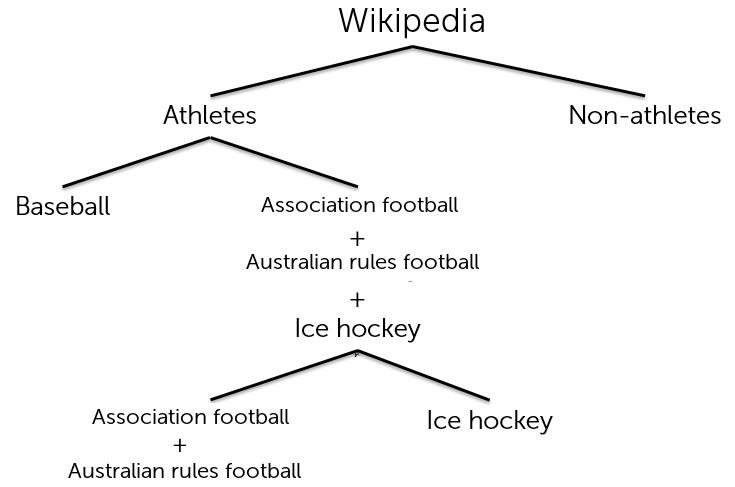 Wikipedia
Athletes
Non-athletes
Baseball
Association football
+
Australian rules football
+
Ice hockey
Association football
+
Australian rules football
Ice hockey